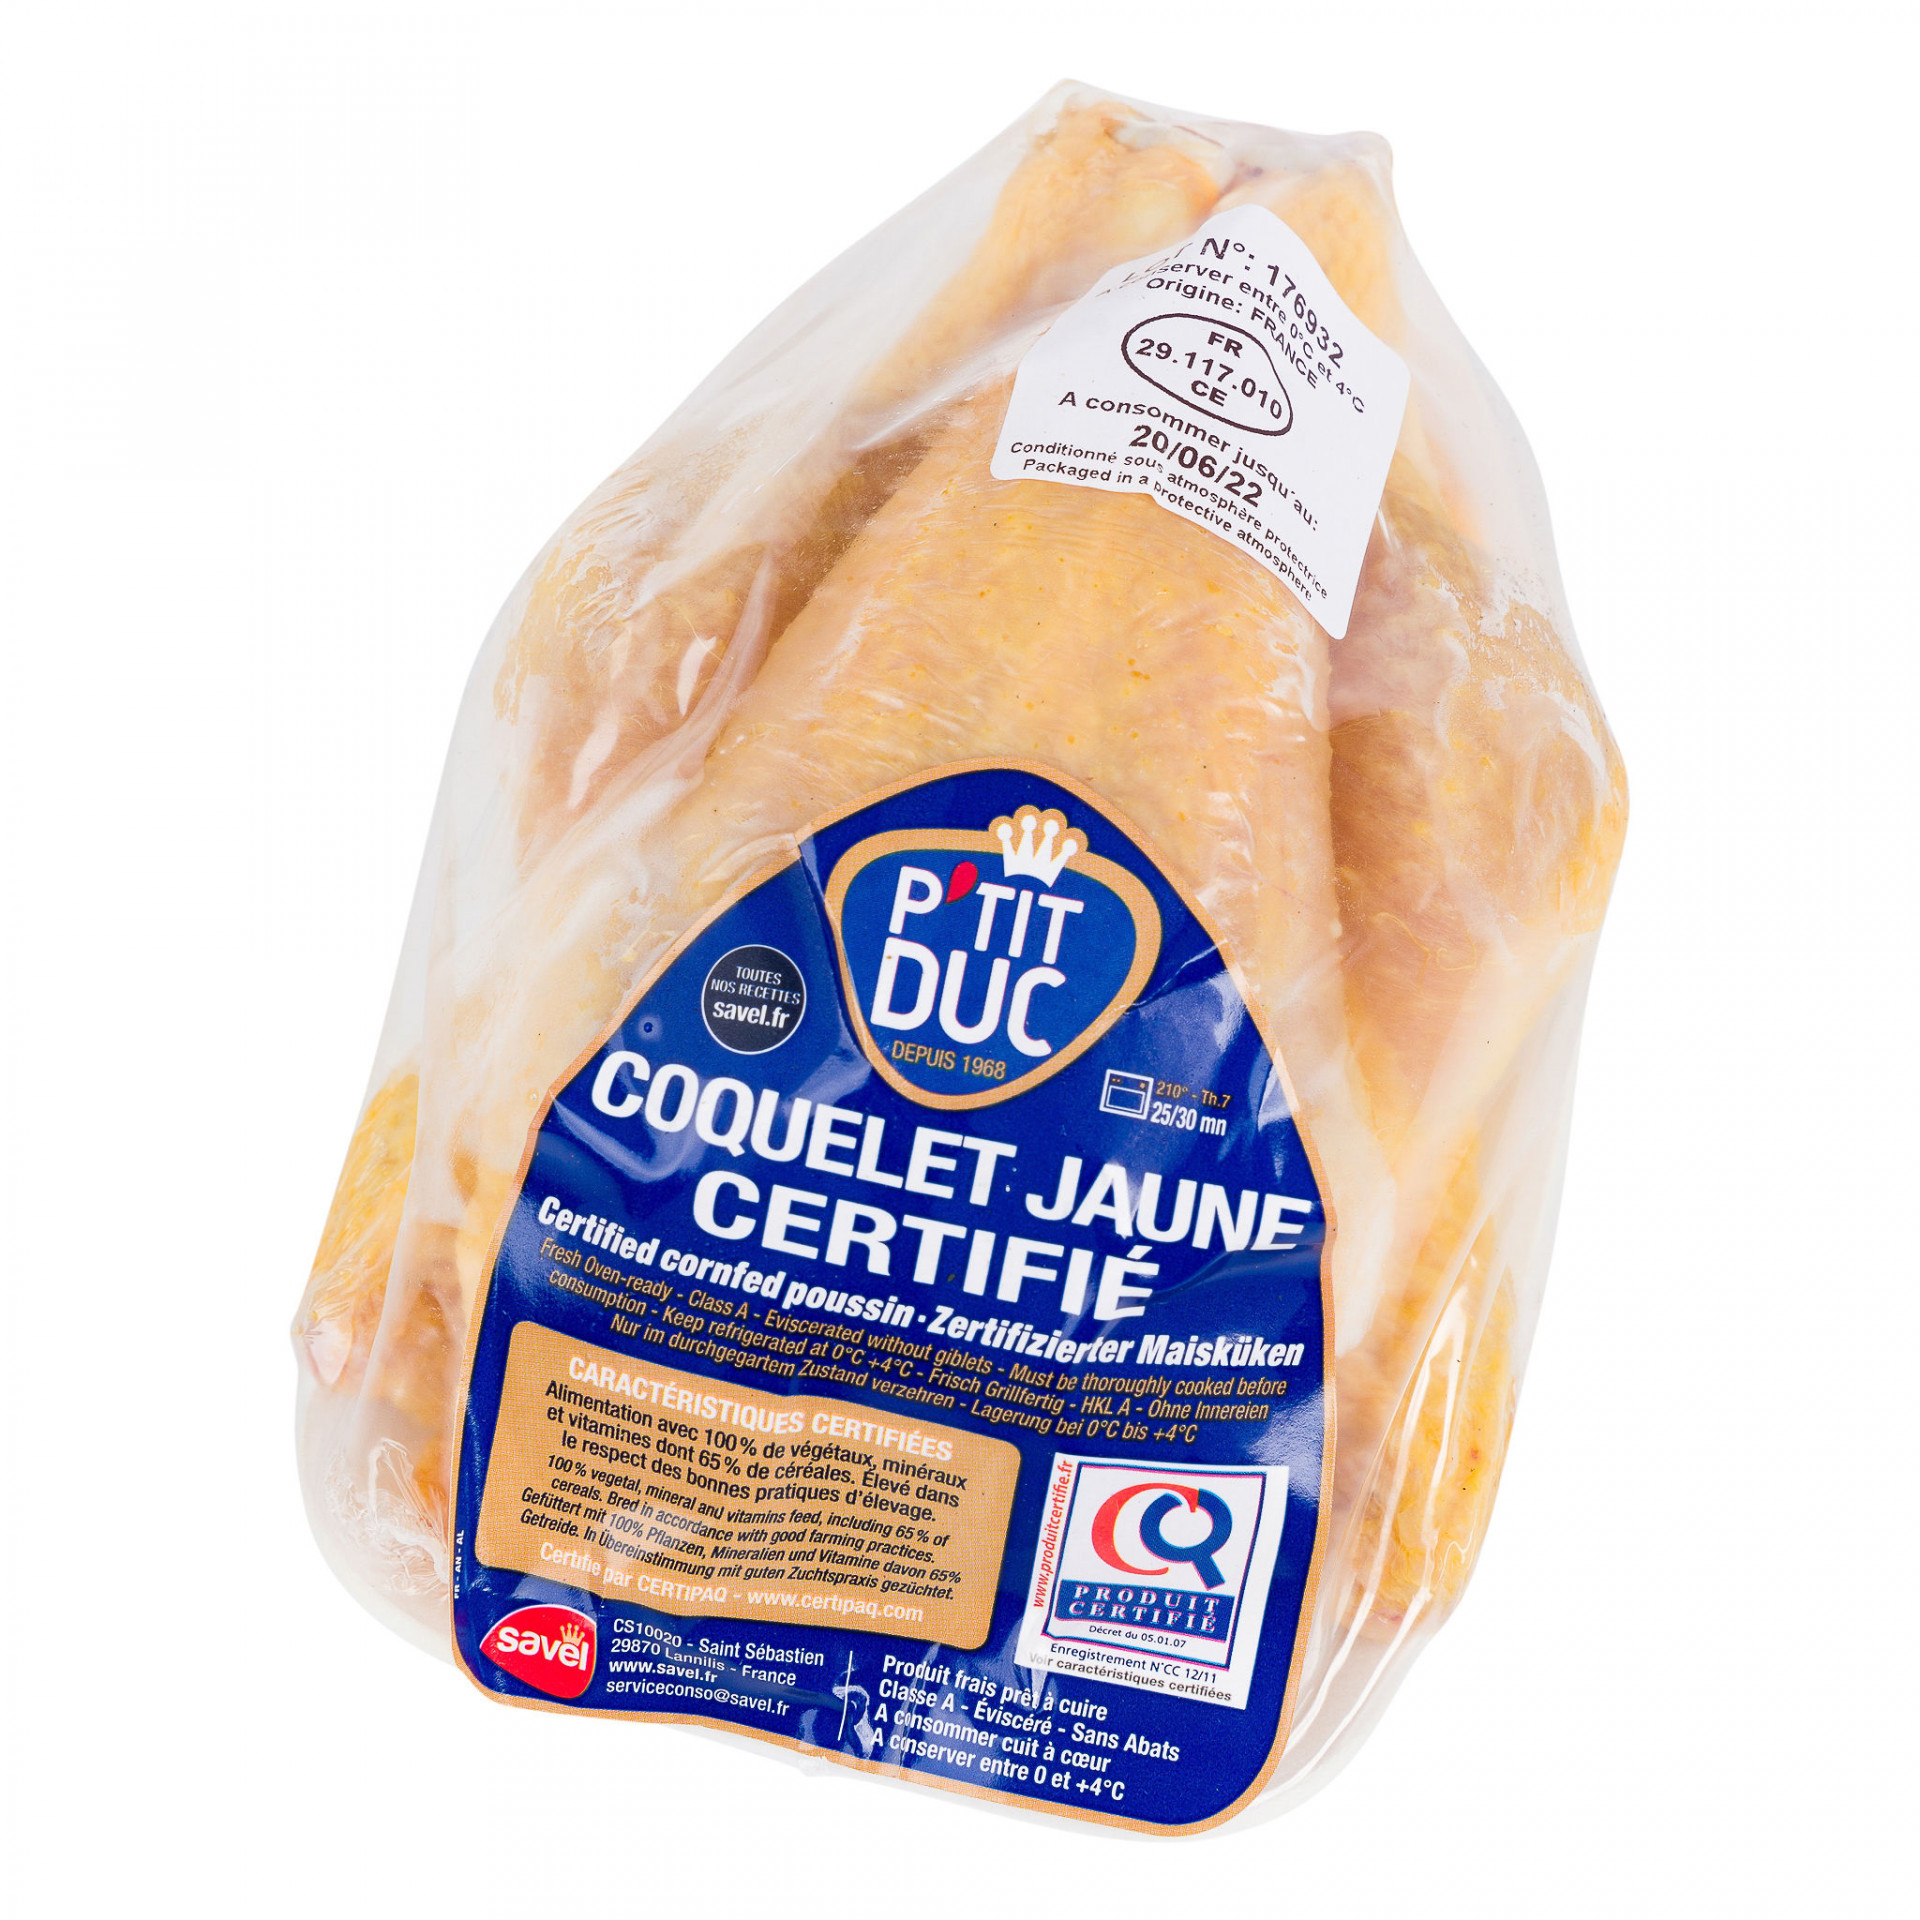 N°: 176932
server entre 0°C et 4°C
Origine: FRANCE
FR
29.117.010
CE
A consommer jusqu'au:
20/06/22
Conditionné sous atmosphère protectrice
Packaged in a protective atmosphere
P'TIT
DUC
DEPUIS 1968
TOUTES
NOS RECETTES
savel.fr
210° - Th.7
25/30 mn
COQUELET JAUNE
CERTIFIÉ
Certified cornfed poussin · Zertifizierter Maisküken
Fresh Oven-ready - Class A - Eviscerated without giblets - Must be thoroughly cooked before
consumption - Keep refrigerated at 0°C +4°C - Frisch Grillfertig - HKL A - Ohne Innereien
Nur im durchgegartem Zustand verzehren - Lagerung bei 0°C bis +4°C
CARACTÉRISTIQUES CERTIFIÉES
Alimentation avec 100% de végétaux, minéraux
et vitamines dont 65% de céréales. Élevé dans
le respect des bonnes pratiques d'élevage.
100% vegetal, mineral and vitamins feed, including 65% of
cereals. Bred in accordance with good farming practices.
Gefüttert mit 100% Pflanzen, Mineralien und Vitamine davon 65%
Getreide. In Übereinstimmung mit guten Zuchtspraxis gezüchtet.
Certifie par CERTIPAQ - www.certipaq.com
FR - AN - AL
www.produitcertifie.fr
CQ
PRODUIT
CERTIFIÉ
Décret du 05.01.07
Enregistrement N°CC 12/11
Voir caractéristiques certifiées
savel
CS10020 - Saint Sébastien
29870 Lannilis - France
www.savel.fr
serviceconso@savel.fr
Produit frais prêt à cuire
Classe A - Éviscéré - Sans Abats
A consommer cuit à cœur
A conserver entre 0 et +4°C